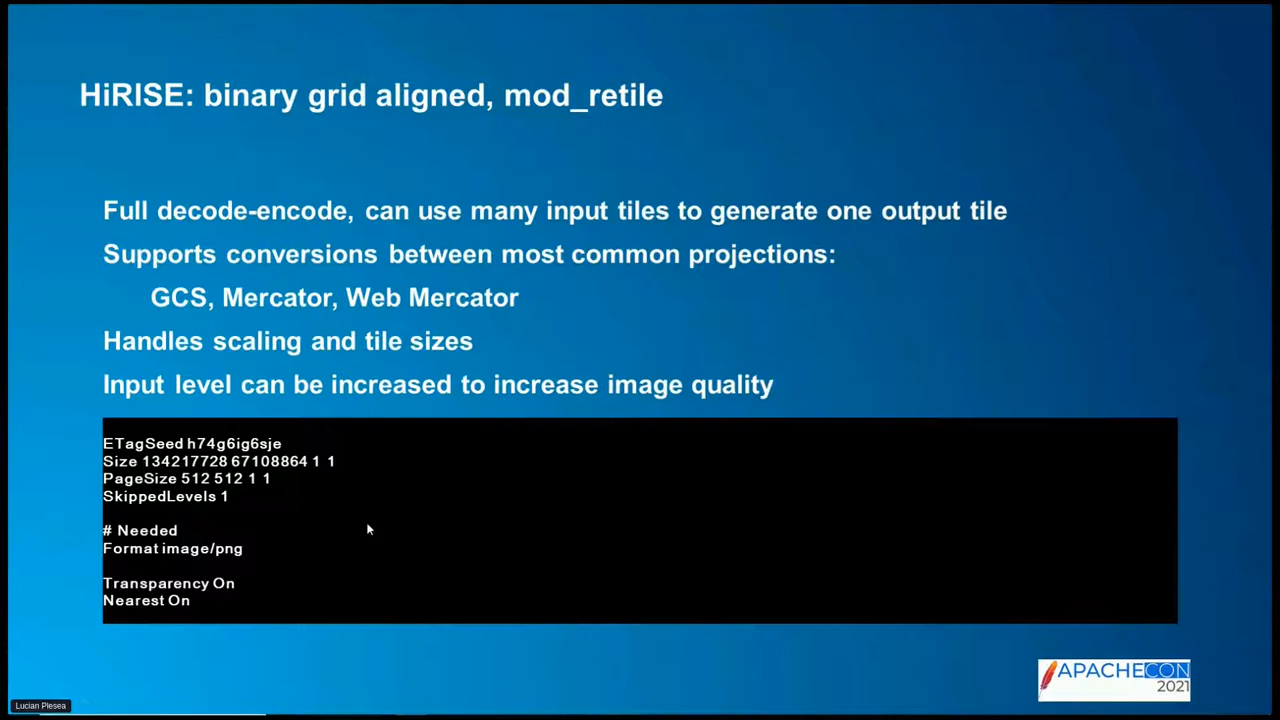 HiRISE: binary grid aligned, mod_retile
Full decode-encode, can use many input tiles to generate one output tile
Supports conversions between most common projections:
GCS, Mercator, Web Mercator
Handles scaling and tile sizes
Input level can be increased to increase image quality
ETagSeed h74g6ig6sje
Size 134217728 67108864 1 1
PageSize 512 512 1 1
SkippedLevels 1
# Needed
Format image/png
Transparency On
Nearest On
APACHECON
2021
Lucian Plesea